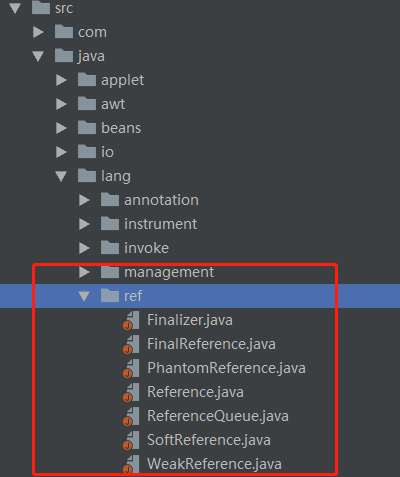 src
com
java
applet
awt
beans
io
lang
annotation
instrument
invoke
management
ref
Finalizer.java
FinalReference.java
PhantomReference.java
Reference.java
ReferenceQueue.java
SoftReference.java
WeakReference.java